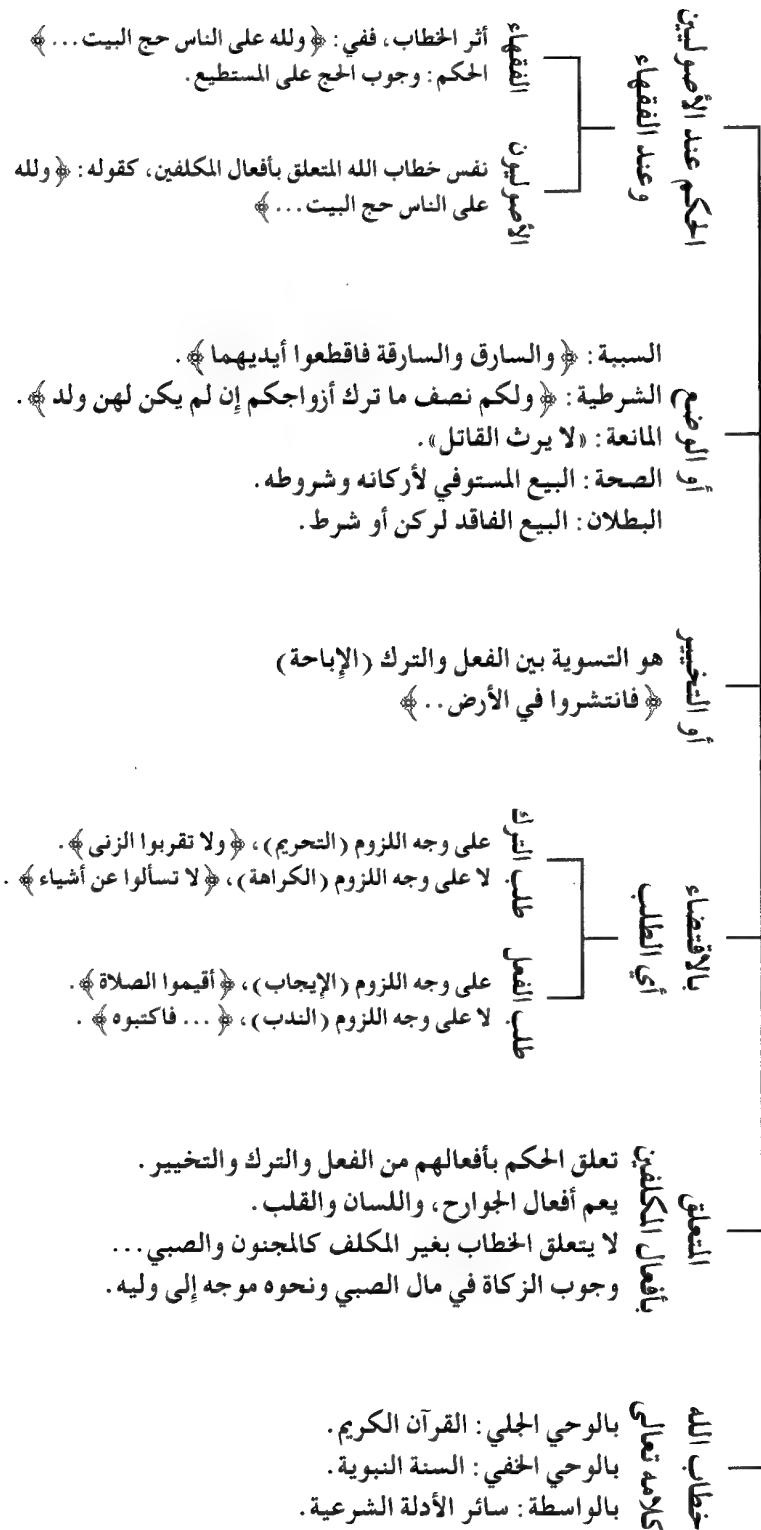 الحكم عند الأصوليين
وعند الفقهاء
الفقهاء
أثر الخطاب، ففي: ﴿ولله على الناس حج البيت...﴾
الحكم: وجوب الحج على المستطيع.
الأصوليون
نفس خطاب الله المتعلق بأفعال المكلفين، كقوله: ﴿ولله
على الناس حج البيت...﴾
أو الوضع
السببية: ﴿والسارق والسارقة فاقطعوا أيديهما﴾.
الشرطية: ﴿ولكم نصف ما ترك أزواجكم إن لم يكن لهن ولد﴾.
المانعة: «لا يرث القاتل».
الصحة: البيع المستوفي لأركانه وشروطه.
البطلان: البيع الفاقد لركن أو شرط.
أو التخيير
هو التسوية بين الفعل والترك (الإباحة)
﴿فانتشروا في الأرض..﴾
بالاقتضاء
أي الطلب
طلب الترك
على وجه اللزوم (التحريم)، ﴿ولا تقربوا الزنى﴾.
لا على وجه اللزوم (الكراهة)، ﴿لا تسألوا عن أشياء﴾.
طلب الفعل
على وجه اللزوم (الإيجاب)، ﴿أقيموا الصلاة﴾.
لا على وجه اللزوم (الندب)، ﴿... فاكتبوه﴾.
المتعلق
بأفعال المكلفين
تعلق الحكم بأفعالهم من الفعل والترك والتخيير.
يعم أفعال الجوارح، واللسان والقلب.
لا يتعلق الخطاب بغير المكلف كالمجنون والصبي...
وجوب الزكاة في مال الصبي ونحوه موجه إلى وليه.
خطاب الله
كلامه تعالى
بالوحي الجلي: القرآن الكريم.
بالوحي الخفي: السنة النبوية.
بالواسطة: سائر الأدلة الشرعية.